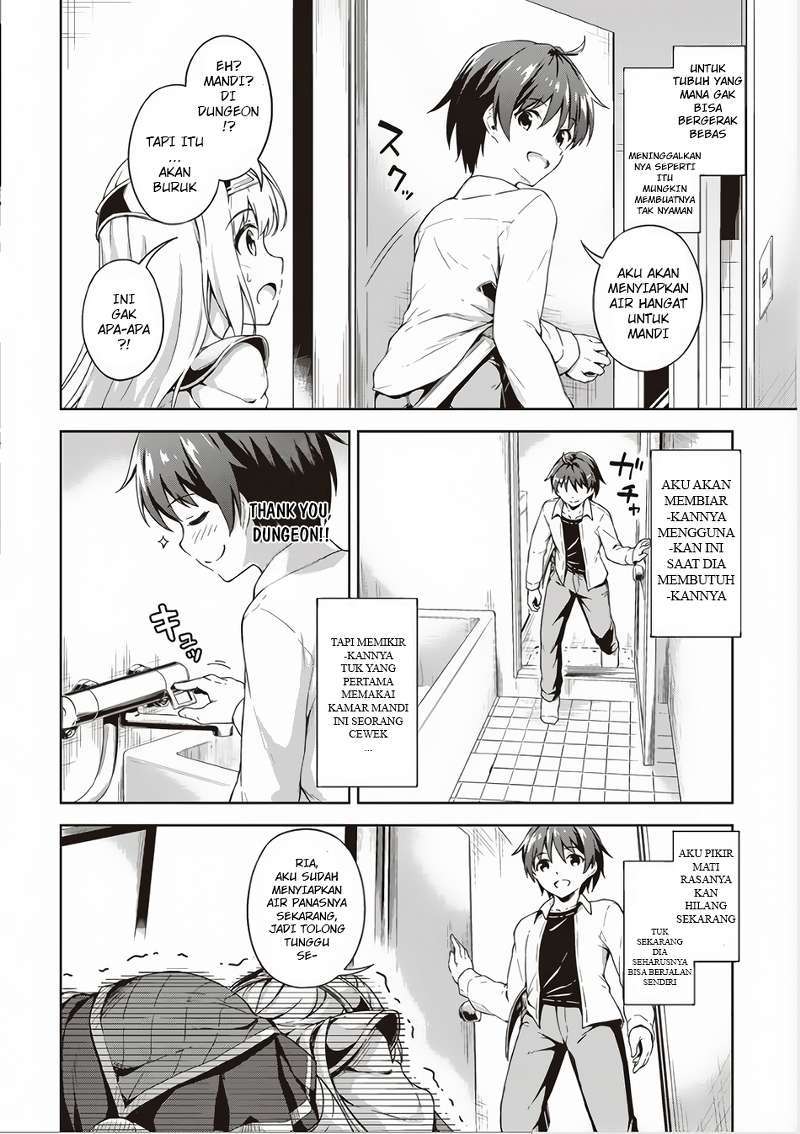 UNTUK
TUBUH YANG
MANA GAK
BISA
BERGERAK
BEBAS
MENINGGALKAN
NYA SEPERTI
ITU
MUNGKIN
MEMBUATNYA
TAK NYAMAN
EH?
MANDI?
DI
DUNGEON
!?
TAPI ITU
...
AKAN
BURUK
スクッ
AKU AKAN
MENYIAPKAN
AIR HANGAT
UNTUK
MANDI
INI
GAK
APA-APA
?!
AKU AKAN
MEMBIAR
-KANNYA
MENGGUNA
-KAN INI
SAAT DIA
MEMBUTUH
-KANNYA
ガチャ
THANK YOU,
DUNGEON!!
キュッ
TAPI MEMIKIR
-KANNYA
TUK YANG
PERTAMA
MEMAKAI
KAMAR MANDI
INI SEORANG
CEWEK
...
AKU PIKIR
MATI
RASANYA
KAN
HILANG
SEKARANG
TUK
SEKARANG
DIA
SEHARUSNYA
BISA BERJALAN
SENDIRI
RIA,
AKU SUDAH
MENYIAPKAN
AIR PANASNYA
SEKARANG,
JADI TOLONG
TUNGGU
SE-